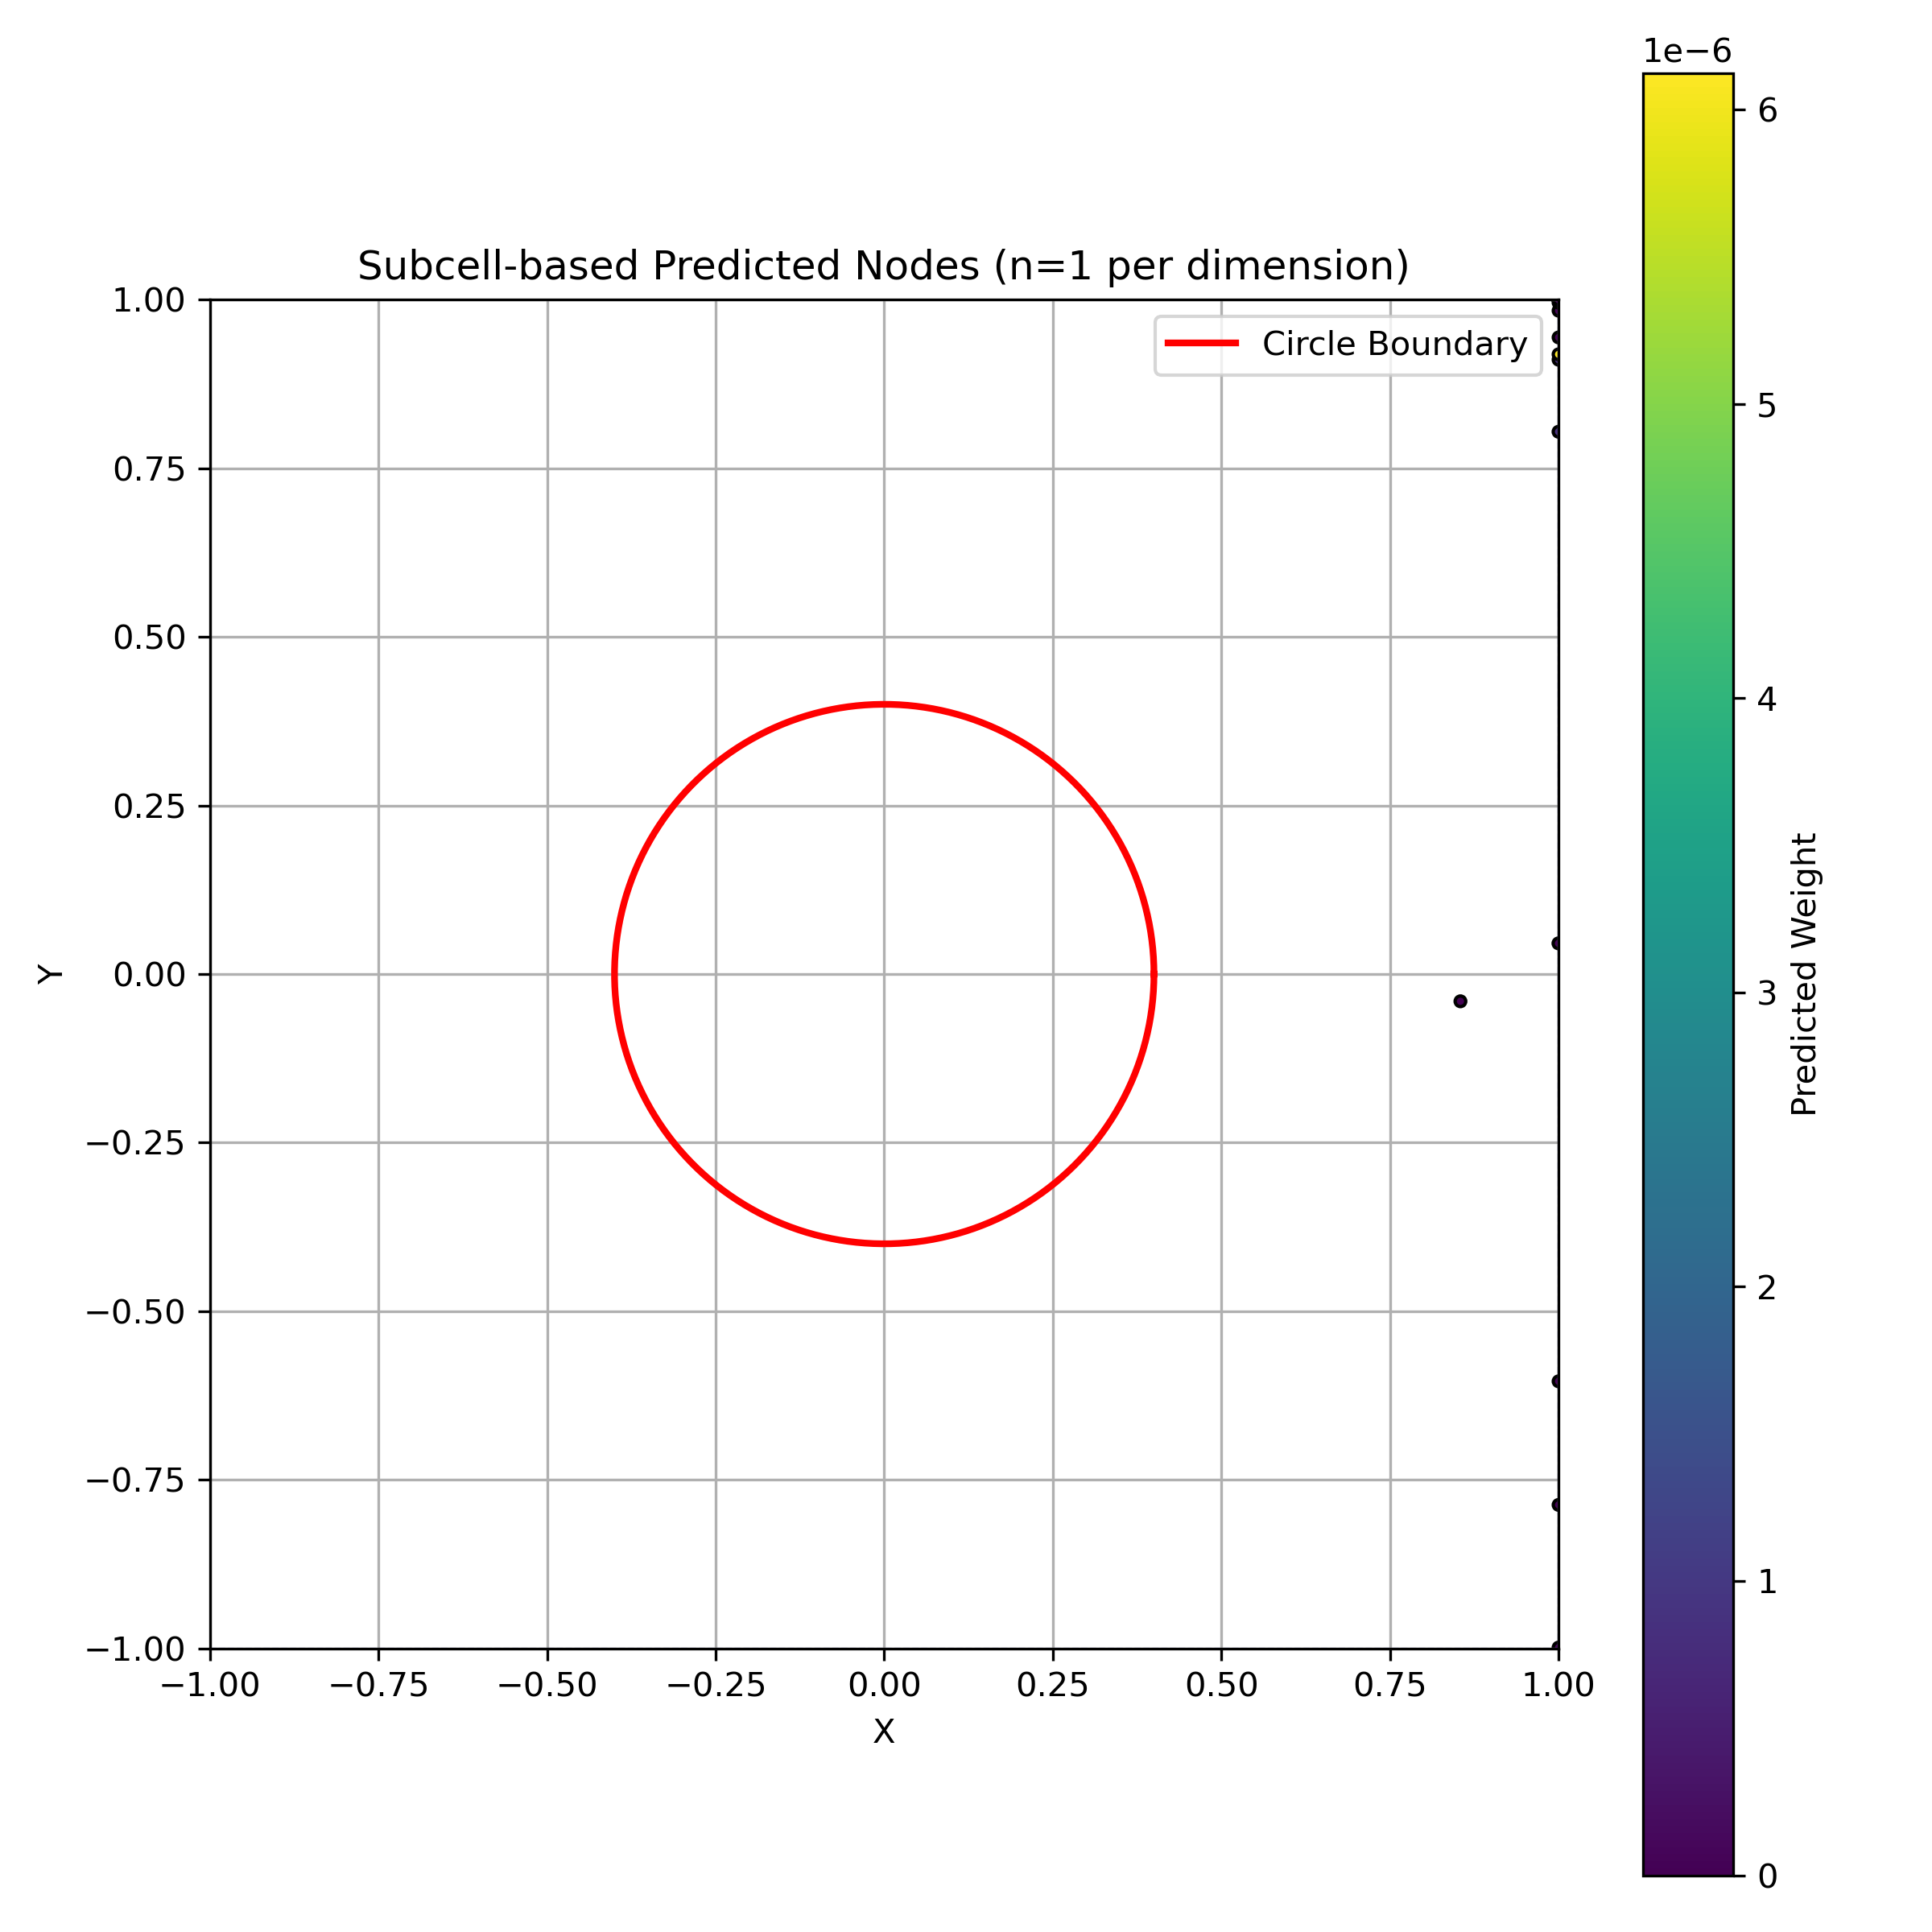 1e−6
Subcell-based Predicted Nodes (n=1 per dimension)
Circle Boundary
1.00
0.75
0.50
0.25
0.00
−0.25
−0.50
−0.75
−1.00
Y
−1.00 −0.75 −0.50 −0.25 0.00 0.25 0.50 0.75 1.00
X
6
5
4
3
2
1
0
Predicted Weight